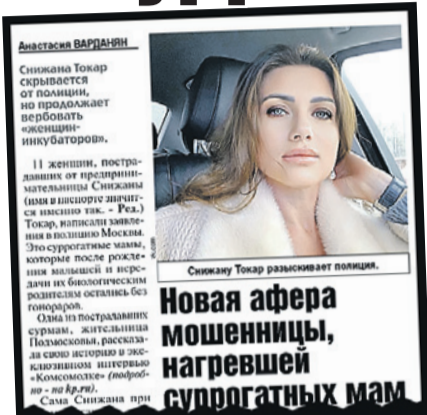 Анастасия ВАРДАНЯН
Снижана Токар
скрывается
от полиции,
но продолжает
вербовать
«женщин-
инкубаторов».
11 женщин, постра-
давших от предприни-
мательницы Снижаны
(имя в паспорте значит-
ся именно так. - Ред.)
Токар, написали заявле-
ния в полицию Москвы.
Это суррогатные мамы,
которые после рожде-
ния малышей и пере-
дачи их биологическим
родителям остались без
гонораров.
Одна из пострадавших
сурмам, жительница
Подмосковья, рассказа-
ла свою историю в экс-
клюзивном интервью
«Комсомолке» (подроб-
но - на kp.ru).
Сама Снижана при
Снижану Токар разыскивает полиция.
Новая афера
мошенницы,
нагревшей
суррогатных мам